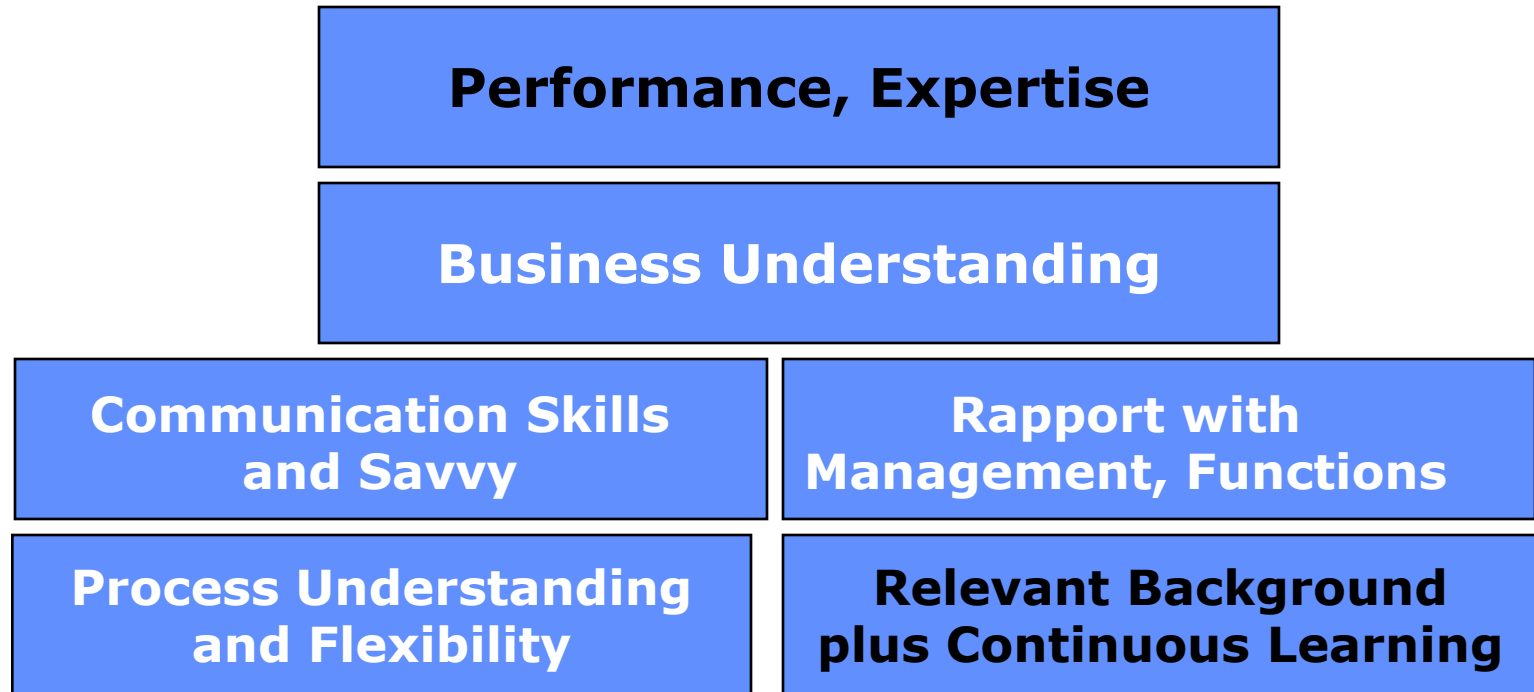 Performance, Expertise
Business Understanding
Communication Skills
and Savvy
Rapport with
Management, Functions
Process Understanding
and Flexibility
Relevant Background
plus Continuous Learning